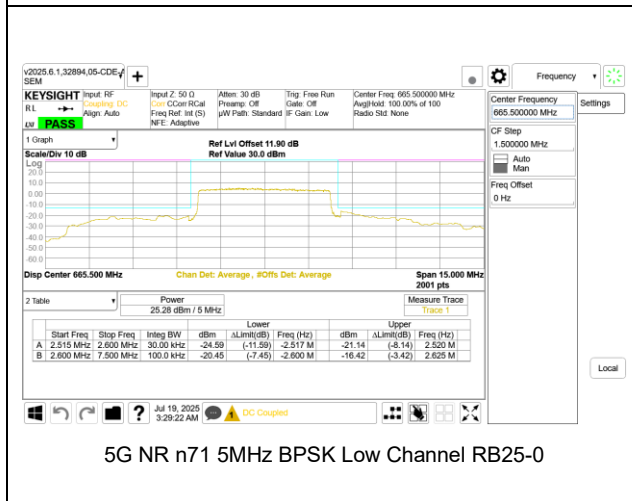 v2025.6.1,32894,05-CDE-A
SEM
KEYSIGHT Input: RF Input Z: 50 Ω Atten: 30 dB Trig: Free Run Center Freq: 665.500000 MHz
R L Coupling: DC Corr CCorr RCal Preamp: Off Gate: Off Avg|Hold: 100.00% of 100
Align: Auto Freq Ref: Int (S) µW Path: Standard IF Gain: Low Radio Std: None
LW PASS NFE: Adaptive
1 Graph
Scale/Div 10 dB
Ref Lvl Offset 11.90 dB
Ref Value 30.0 dBm
Log
20.0
10.0
0.00
-10.0
-20.0
-30.0
-40.0
-50.0
-60.0
Disp Center 665.500 MHz Chan Det: Average , #Offs Det: Average Span 15.000 MHz
2001 pts
2 Table
Power
25.28 dBm / 5 MHz
Measure Trace
Trace 1
Lower Upper
Start Freq Stop Freq Integ BW dBm ΔLimit(dB) Freq (Hz) dBm ΔLimit(dB) Freq (Hz)
A 2.515 MHz 2.600 MHz 30.00 kHz -24.59 (-11.59) -2.517 M -21.14 (-8.14) 2.520 M
B 2.600 MHz 7.500 MHz 100.0 kHz -20.45 (-7.45) -2.600 M -16.42 (-3.42) 2.625 M
Jul 19, 2025
3:29:22 AM
DC Coupled
Frequency
Settings
Center Frequency
665.500000 MHz
CF Step
1.500000 MHz
Auto
Man
Freq Offset
0 Hz
Local
5G NR n71 5MHz BPSK Low Channel RB25-0